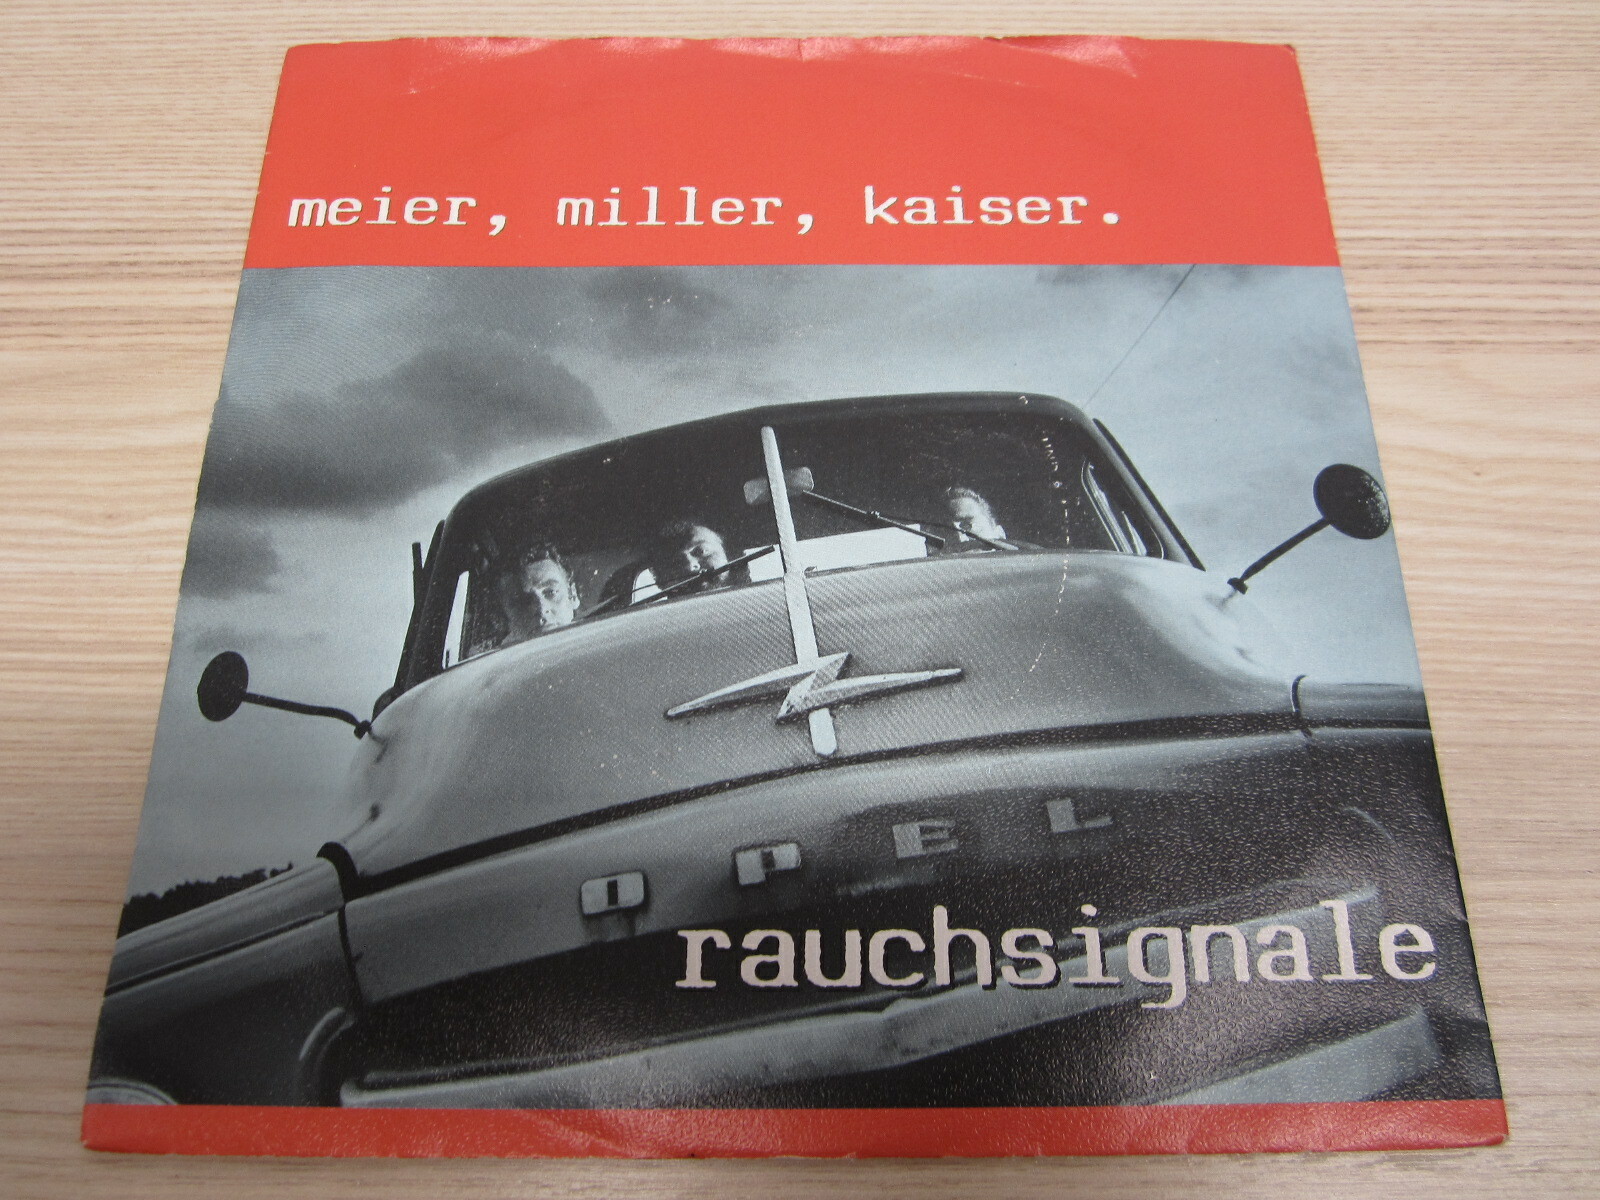 meier, miller, kaiser.
OPEL
rauchsignale